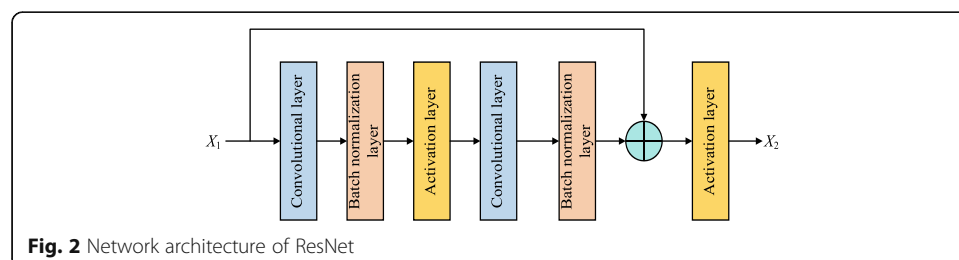 X1
Convolutional layer
Batch normalization
layer
Activation layer
Convolutional layer
Batch normalization
layer
Activation layer
X2
Fig. 2 Network architecture of ResNet